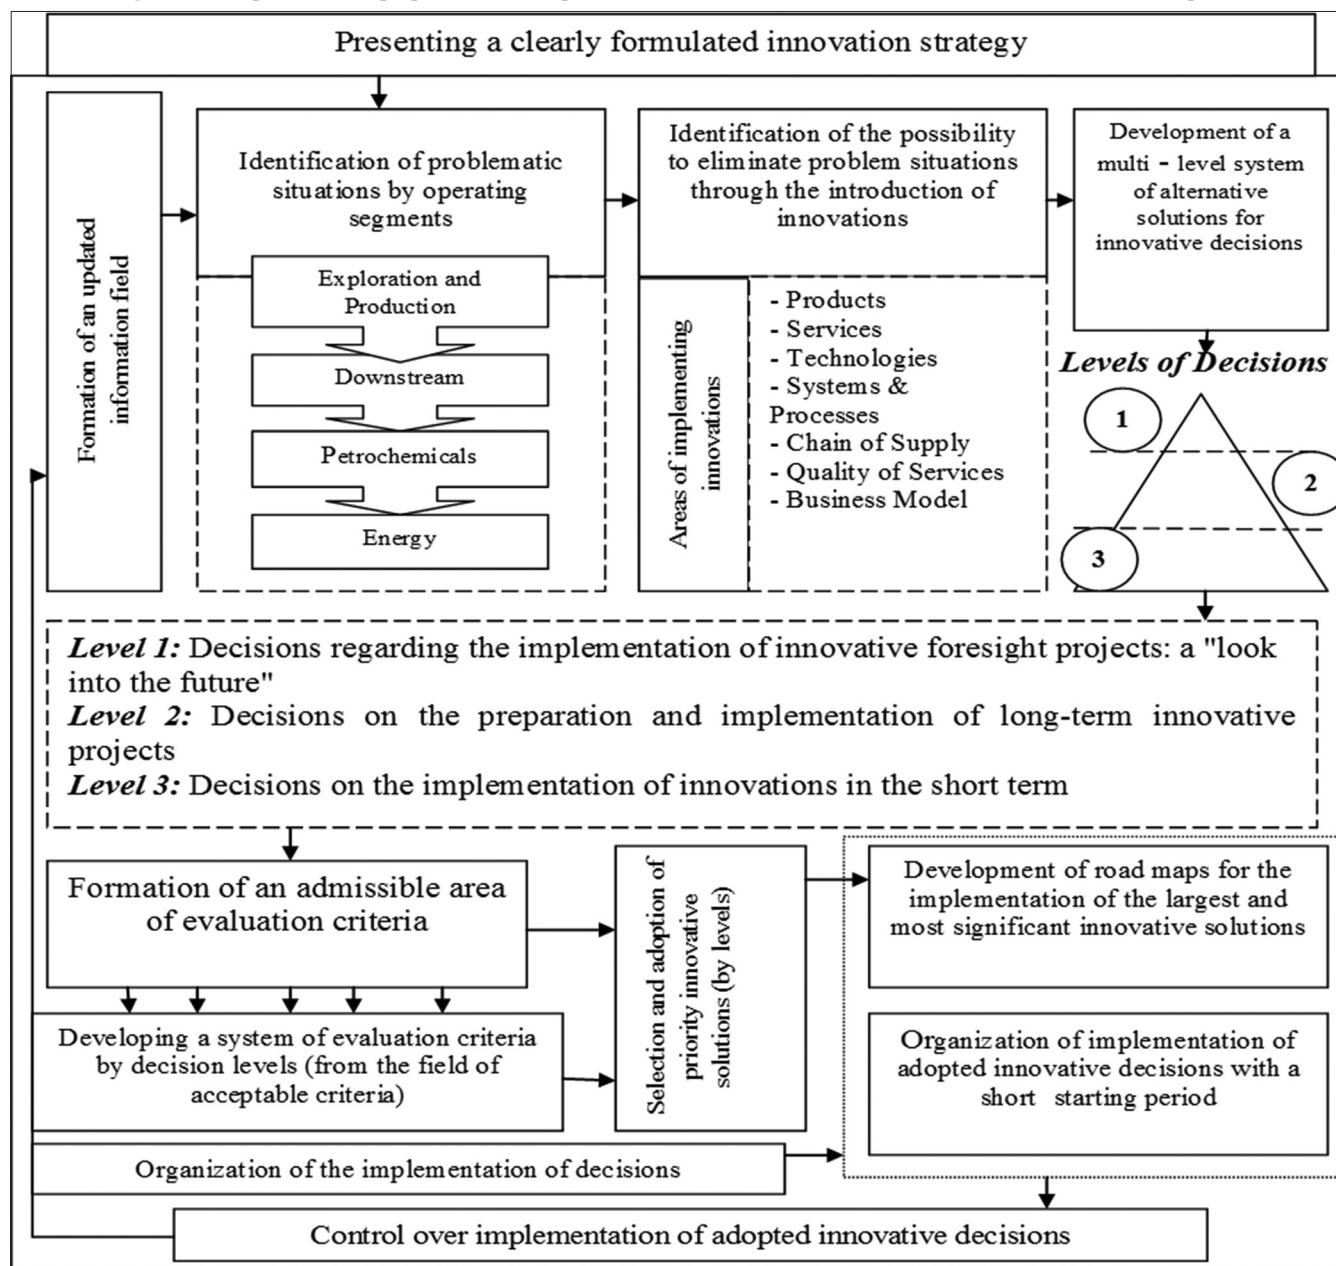 Presenting a clearly formulated innovation strategy
Formation of an updated
information field
Identification of problematic
situations by operating
segments
Exploration and
Production
Downstream
Petrochemicals
Energy
Identification of the possibility
to eliminate problem situations
through the introduction of
innovations
Areas of implementing
innovations
- Products
- Services
- Technologies
- Systems &
Processes
- Chain of Supply
- Quality of Services
- Business Model
Development of a
multi - level system
of alternative
solutions for
innovative decisions
Levels of Decisions
1
2
3
Level 1: Decisions regarding the implementation of innovative foresight projects: a "look
into the future"
Level 2: Decisions on the preparation and implementation of long-term innovative
projects
Level 3: Decisions on the implementation of innovations in the short term
Formation of an admissible area
of evaluation criteria
Developing a system of evaluation criteria
by decision levels (from the field of
acceptable criteria)
Selection and adoption of
priority innovative
solutions (by levels)
Development of road maps for the
implementation of the largest and
most significant innovative solutions
Organization of implementation of
adopted innovative decisions with a
short starting period
Organization of the implementation of decisions
Control over implementation of adopted innovative decisions